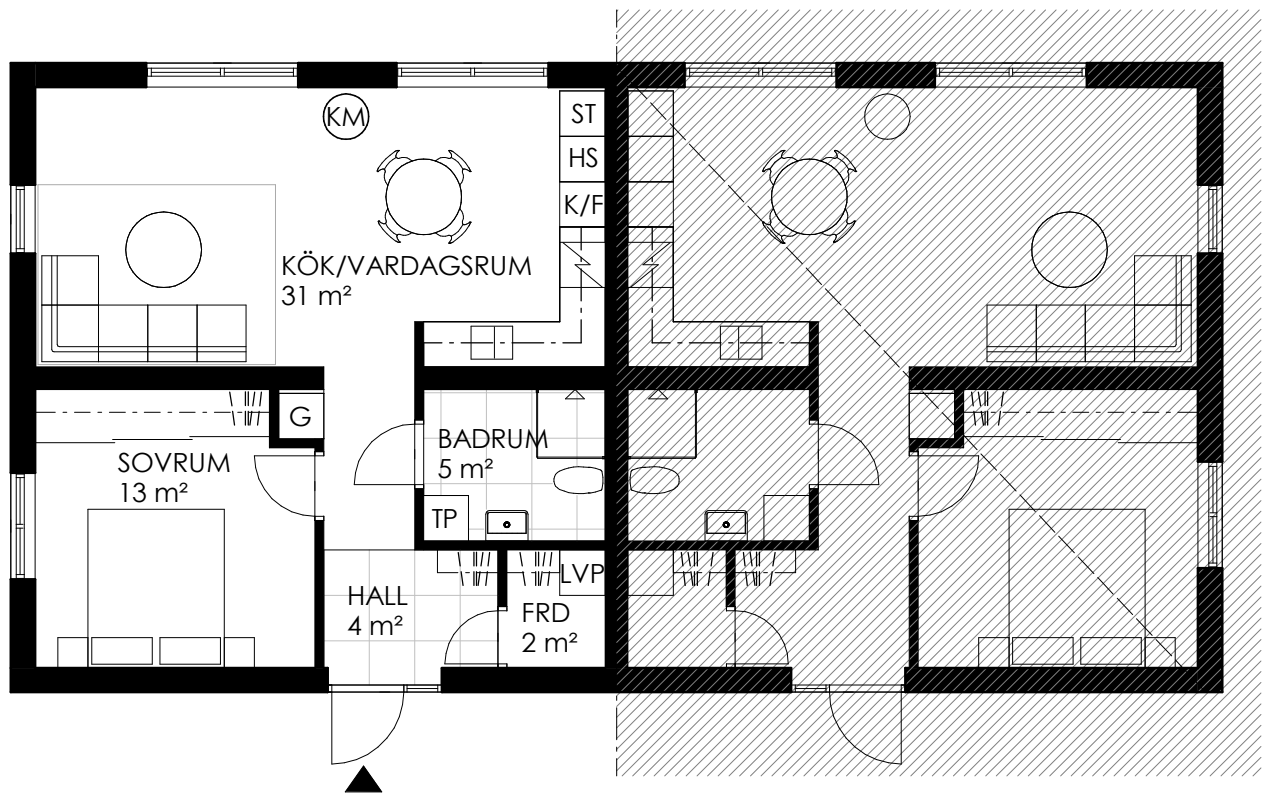 KM
ST
HS
K/F
KÖK/VARDAGSRUM
31 m²
G
BADRUM
5 m²
SOVRUM
13 m²
TP
LVP
HALL
4 m²
FRD
2 m²